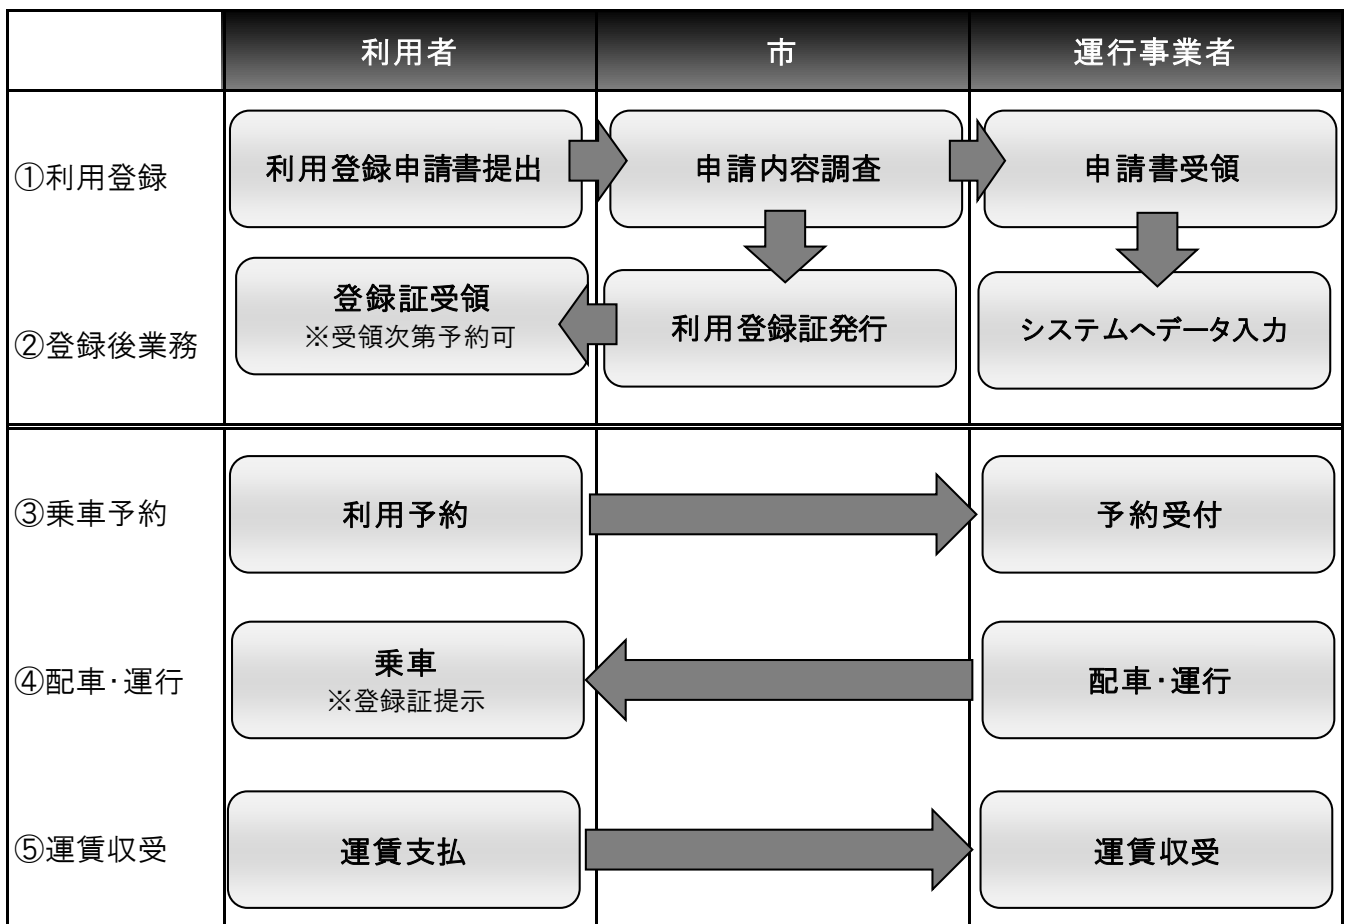 利用者
市
運行事業者
①利用登録
利用登録申請書提出
申請内容調査
申請書受領
②登録後業務
登録証受領
※受領次第予約可
利用登録証発行
システムへデータ入力
③乗車予約
利用予約
予約受付
④配車・運行
乗車
※登録証提示
配車・運行
⑤運賃収受
運賃支払
運賃収受